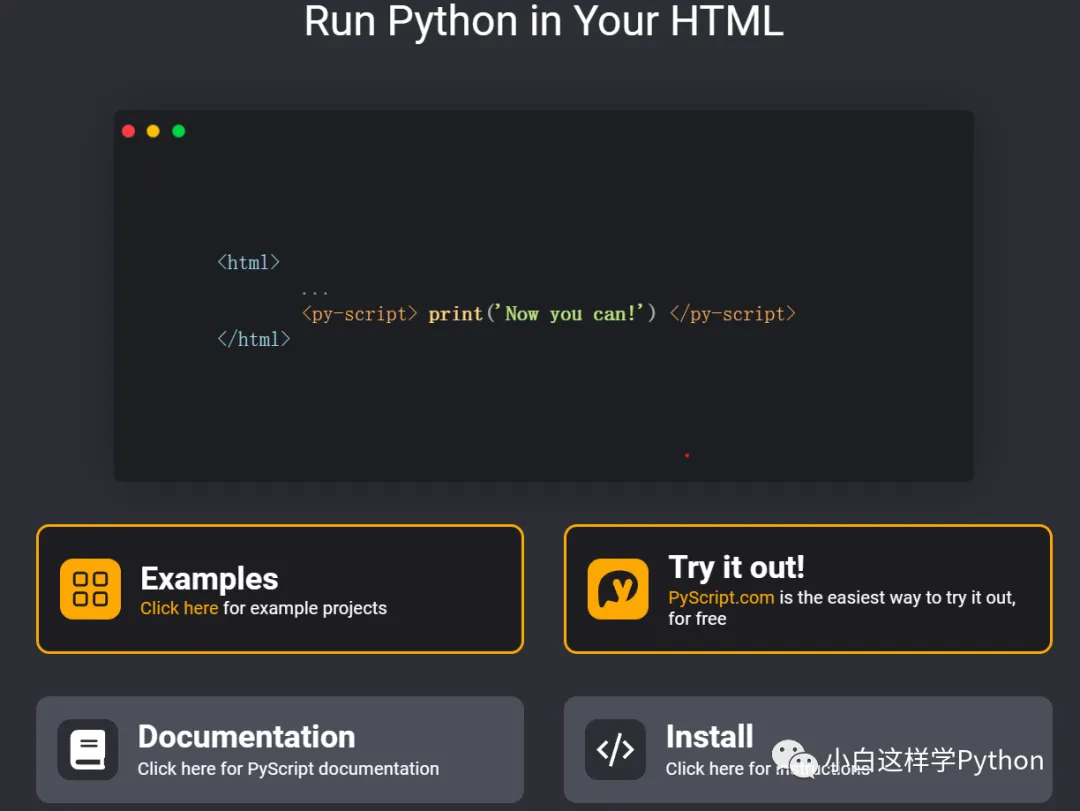 Run Python in Your HTML
<html>
...
<py-script> print('Now you can!') </py-script>
</html>
Examples
Click here for example projects
Try it out!
PyScript.com is the easiest way to try it out,
for free
Documentation
Click here for PyScript documentation
Install
Click here for instructions
小白这样学Python